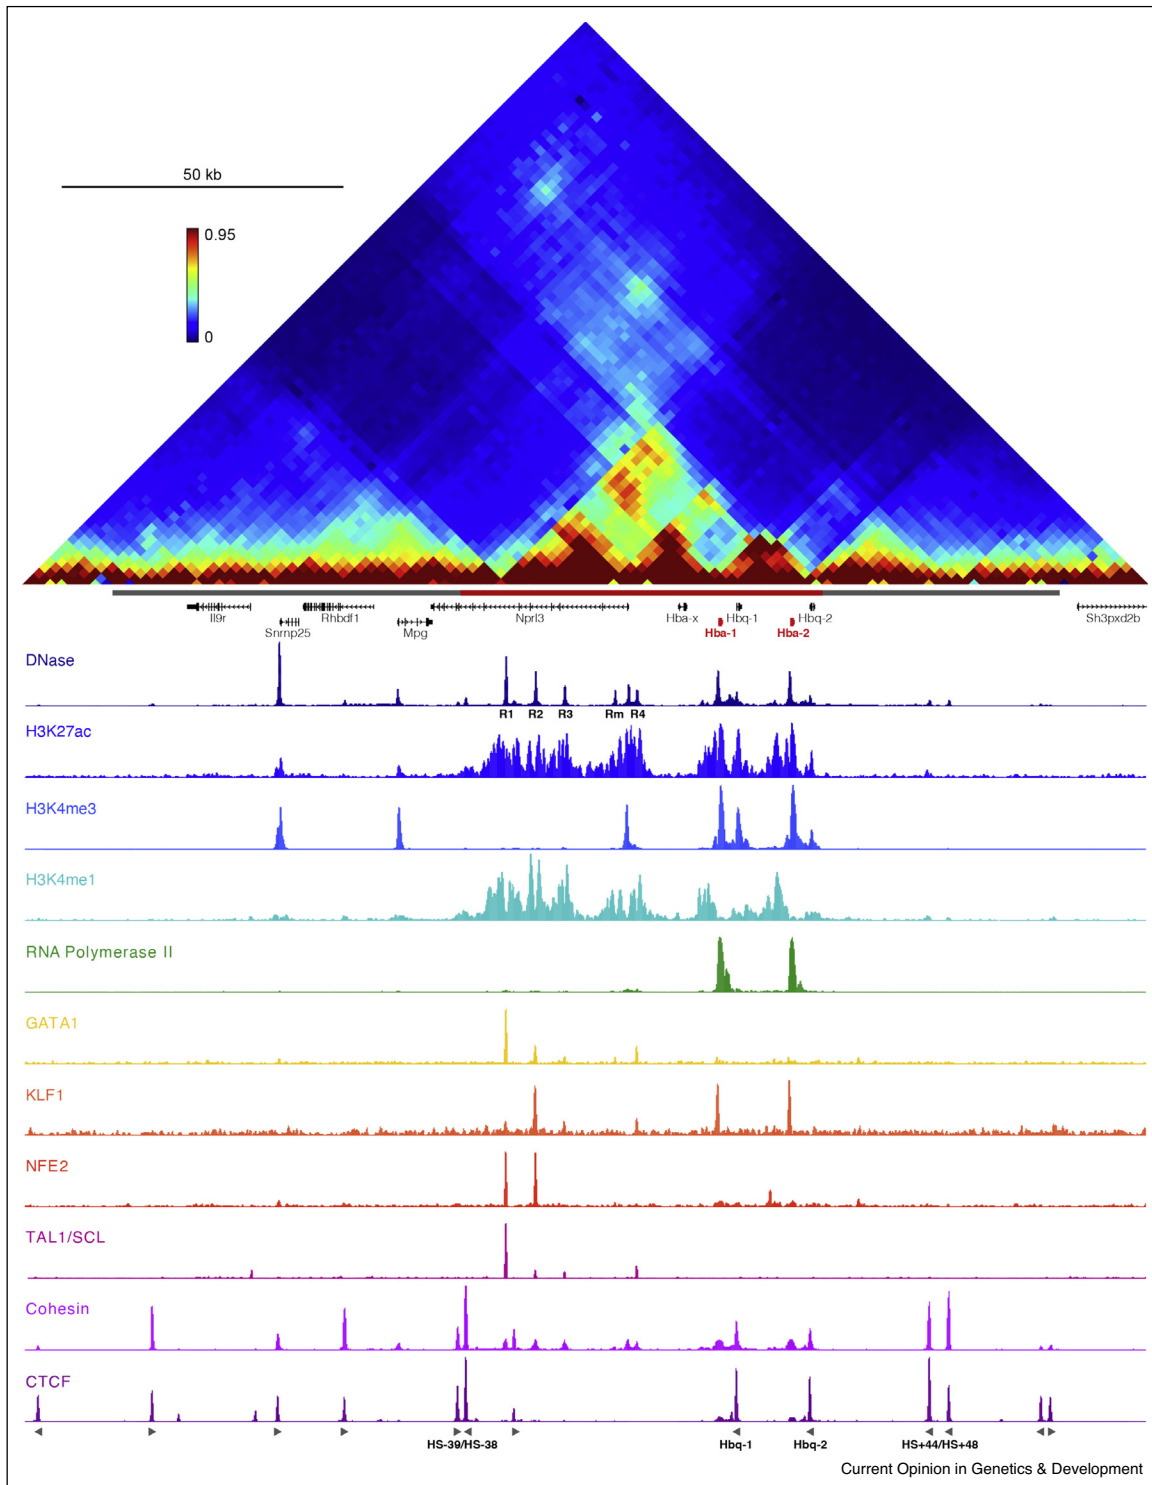 50 kb
0.95
0
Il9r
Rhbdf1
Nprl3
Hba-x
Hbq-1
Hbq-2
Sh3pxd2b
Snrnp25
Mpg
Hba-1
Hba-2
DNase
R1 R2 R3 Rm R4
H3K27ac
H3K4me3
H3K4me1
RNA Polymerase II
GATA1
KLF1
NFE2
TAL1/SCL
Cohesin
CTCF
HS-39/HS-38 Hbq-1 Hbq-2 HS+44/HS+48
Current Opinion in Genetics & Development